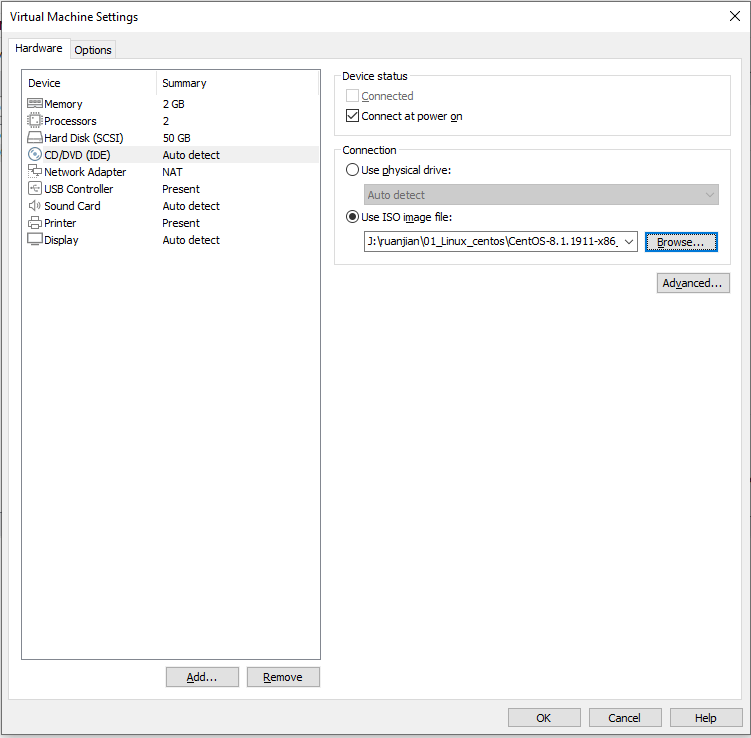 Virtual Machine Settings
Hardware Options
Device Summary
Memory 2 GB
Processors 2
Hard Disk (SCSI) 50 GB
CD/DVD (IDE) Auto detect
Network Adapter NAT
USB Controller Present
Sound Card Auto detect
Printer Present
Display Auto detect
Add... Remove
Device status
Connected
Connect at power on
Connection
Use physical drive:
Auto detect
Use ISO image file:
J:\ruanjian\01_Linux_centos\CentOS-8.1.1911-x86_ Browse...
Advanced...
OK Cancel Help